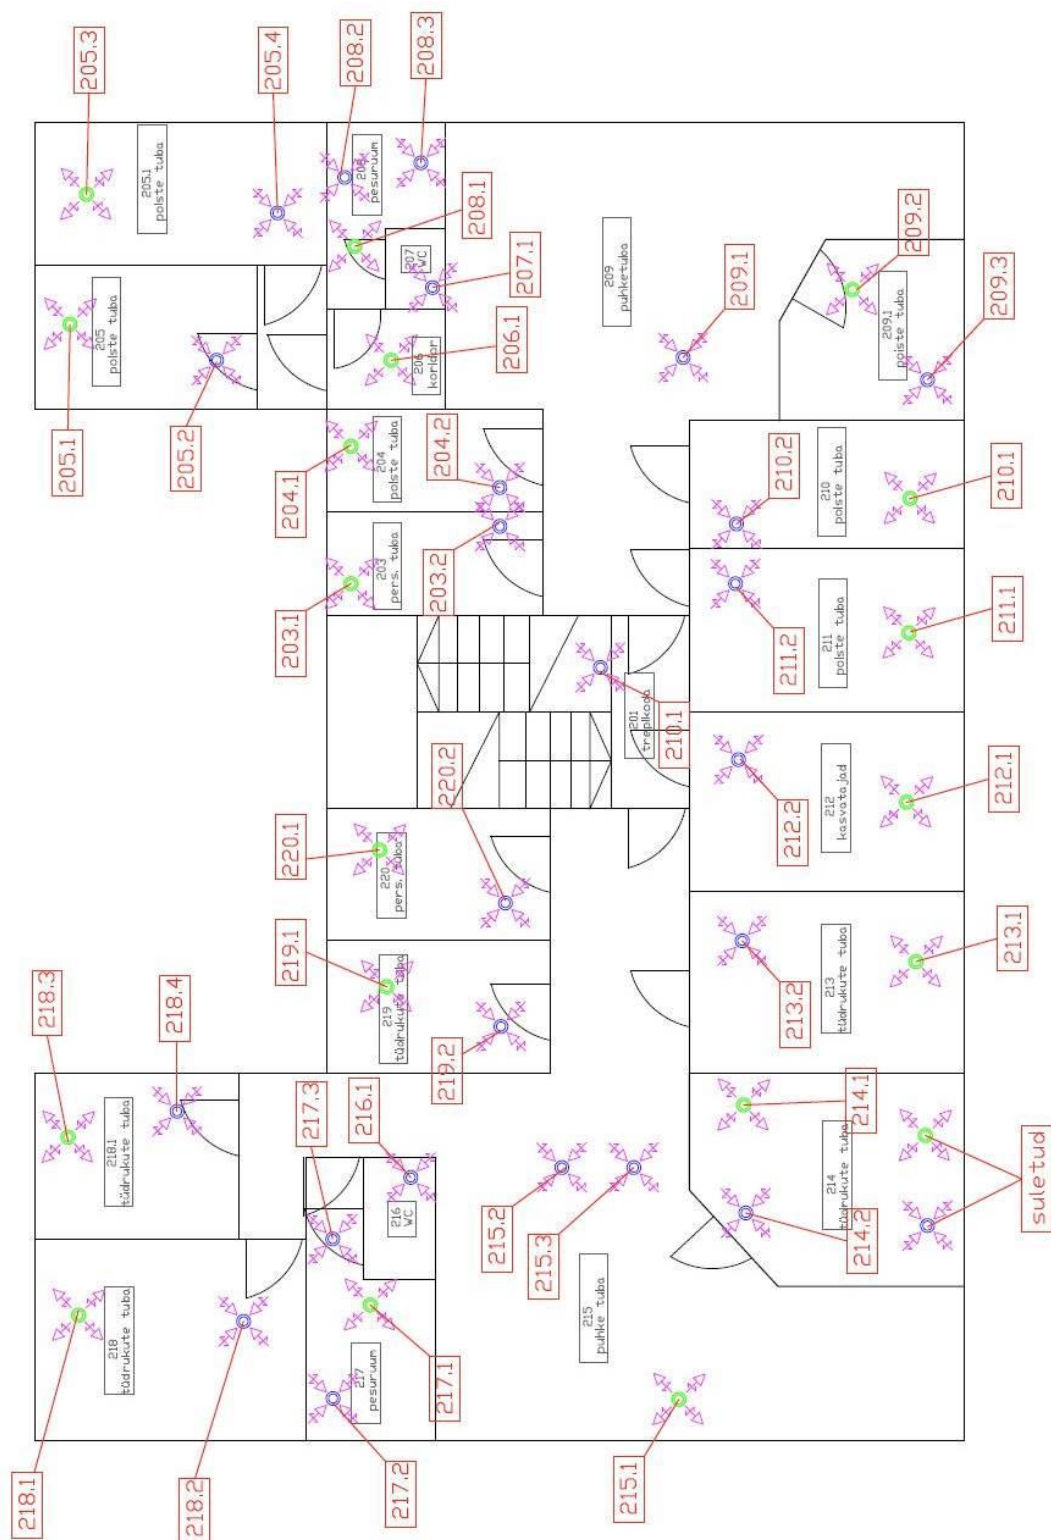 205.3
205.4
208.2
208.3
205.1
polste tuba
208
pesuruum
208.1
207
WC
207.1
209
puhketuba
209.1
209.2
209.1
polste tuba
209.3
205
polste tuba
206
koridor
206.1
205.1
205.2
204.1
204
polste tuba
204.2
210.2
210
polste tuba
210.1
203.1
203
pers. tuba
203.2
211.2
211
polste tuba
211.1
201
trepikoda
210.1
220.2
212.2
212
kasvatajad
212.1
220.1
220
pers. tuba
219.1
219
tüdrukute tuba
219.2
213.2
213
tüdrukute tuba
213.1
218.3
218.4
218.1
tüdrukute tuba
217.3
216.1
216
WC
215.2
215.3
214.1
214
tüdrukute tuba
214.2
suletud
218
tüdrukute tuba
217
pesuruum
217.1
215
puhke tuba
218.1
218.2
217.2
215.1